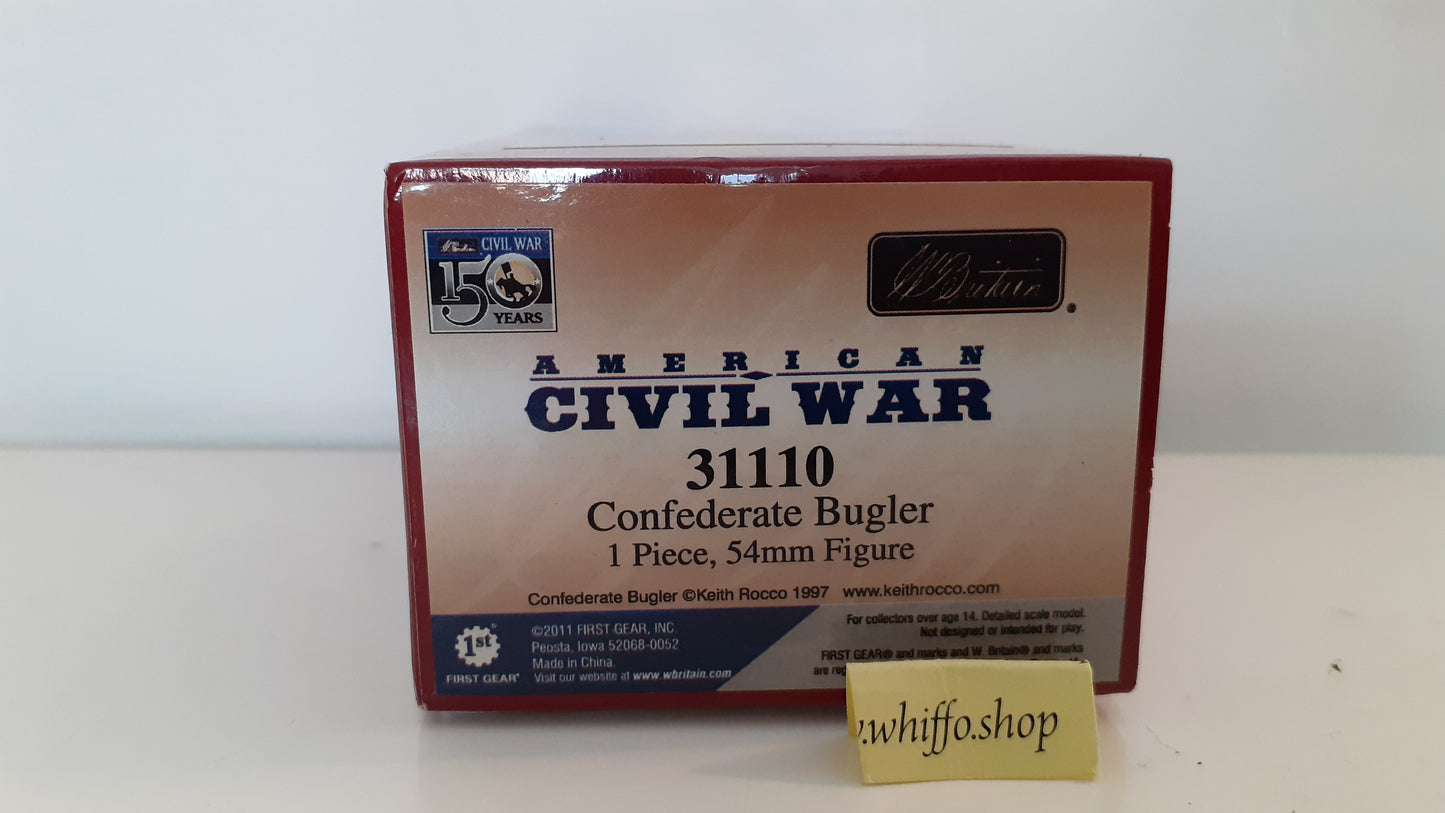 CIVIL WAR
150
YEARS
W. Britain
AMERICAN
CIVIL WAR
31110
Confederate Bugler
1 Piece, 54mm Figure
Confederate Bugler ©Keith Rocco 1997 www.keithrocco.com
1st
FIRST GEAR®
©2011 FIRST GEAR, INC.
Peosta, Iowa 52068-0052
Made in China.
Visit our website at www.wbritain.com
For collectors over age 14. Detailed scale model.
Not designed or intended for play.
FIRST GEAR® and marks and W. Britain® and marks
are
.whiffo.shop